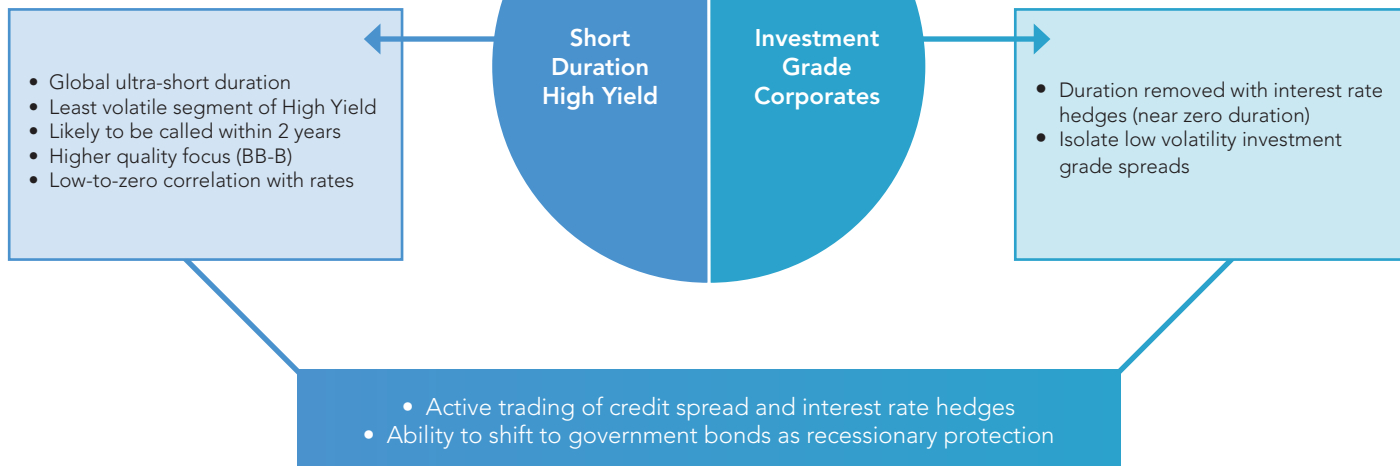 Short
Duration
High Yield
Investment
Grade
Corporates
• Global ultra-short duration
• Least volatile segment of High Yield
• Likely to be called within 2 years
• Higher quality focus (BB-B)
• Low-to-zero correlation with rates
• Duration removed with interest rate
hedges (near zero duration)
• Isolate low volatility investment
grade spreads
• Active trading of credit spread and interest rate hedges
• Ability to shift to government bonds as recessionary protection